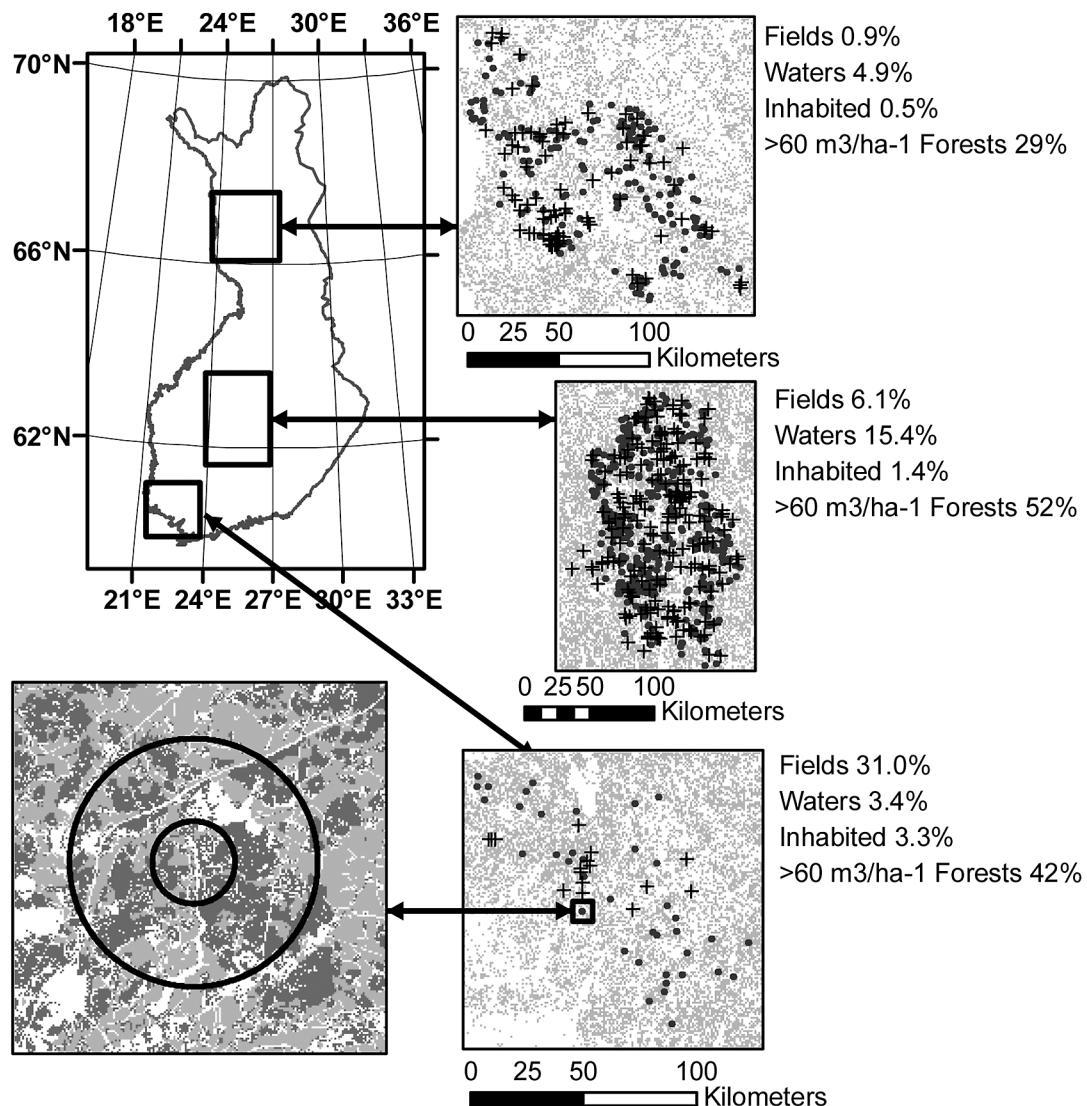 18°E 24°E 30°E 36°E
70°N
66°N
62°N
21°E 24°E 27°E 30°E 33°E
Fields 0.9%
Waters 4.9%
Inhabited 0.5%
>60 m3/ha-1 Forests 29%
0 25 50 100
Kilometers
Fields 6.1%
Waters 15.4%
Inhabited 1.4%
>60 m3/ha-1 Forests 52%
0 25 50 100
Kilometers
Fields 31.0%
Waters 3.4%
Inhabited 3.3%
>60 m3/ha-1 Forests 42%
0 25 50 100
Kilometers